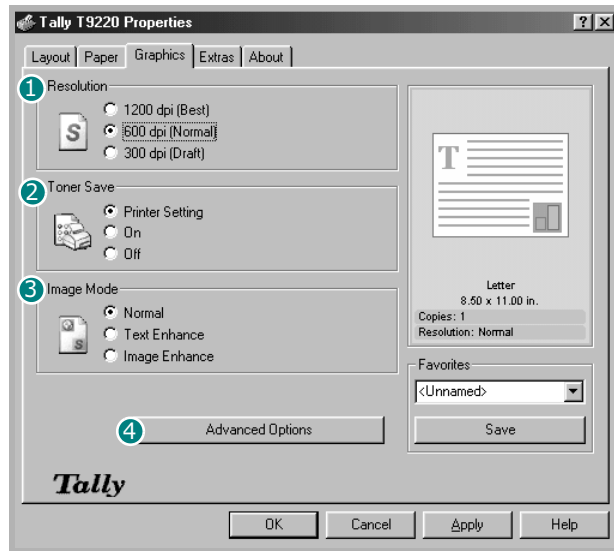 Tally T9220 Properties
Layout Paper Graphics Extras About
1 Resolution
1200 dpi (Best)
600 dpi (Normal)
300 dpi (Draft)
2 Toner Save
Printer Setting
On
Off
3 Image Mode
Normal
Text Enhance
Image Enhance
4 Advanced Options
T
Letter
8.50 x 11.00 in.
Copies: 1
Resolution: Normal
Favorites
<Unnamed>
Save
Tally
OK Cancel Apply Help